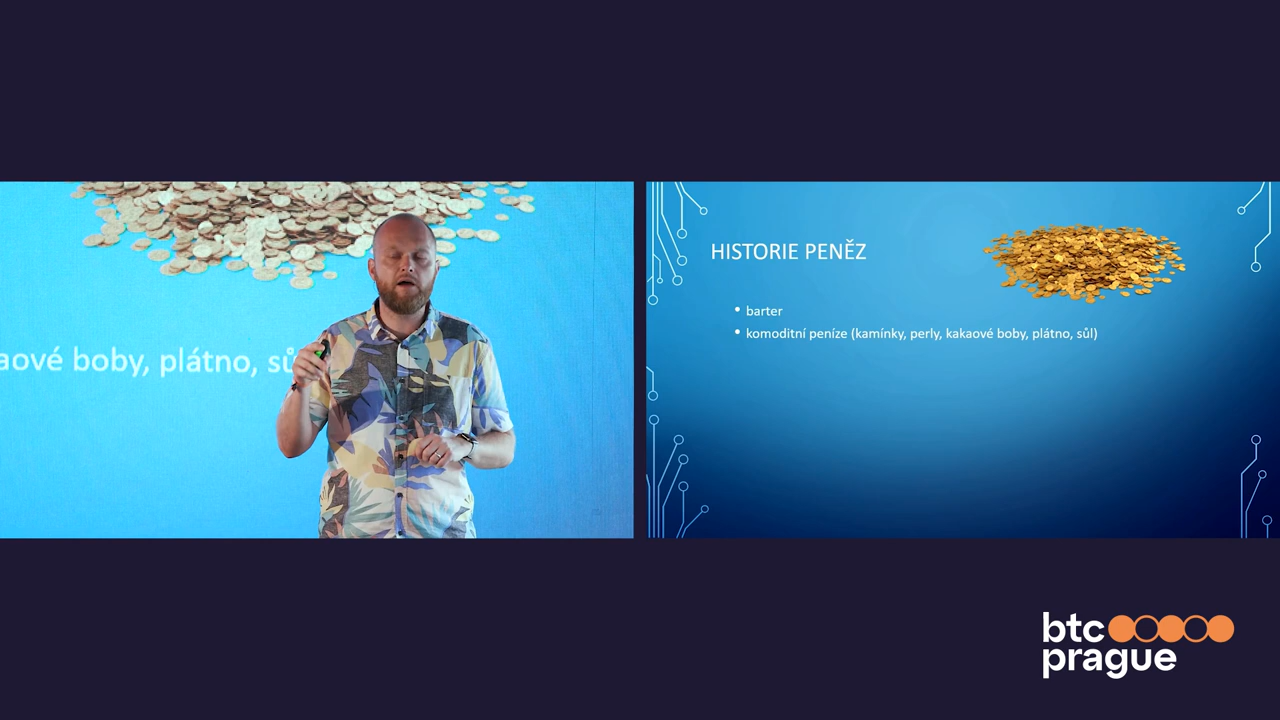 aové boby, plátno, sů
HISTORIE PENĚZ
• barter
• komoditní peníze (kamínky, perly, kakaové boby, plátno, sůl)
btc
prague